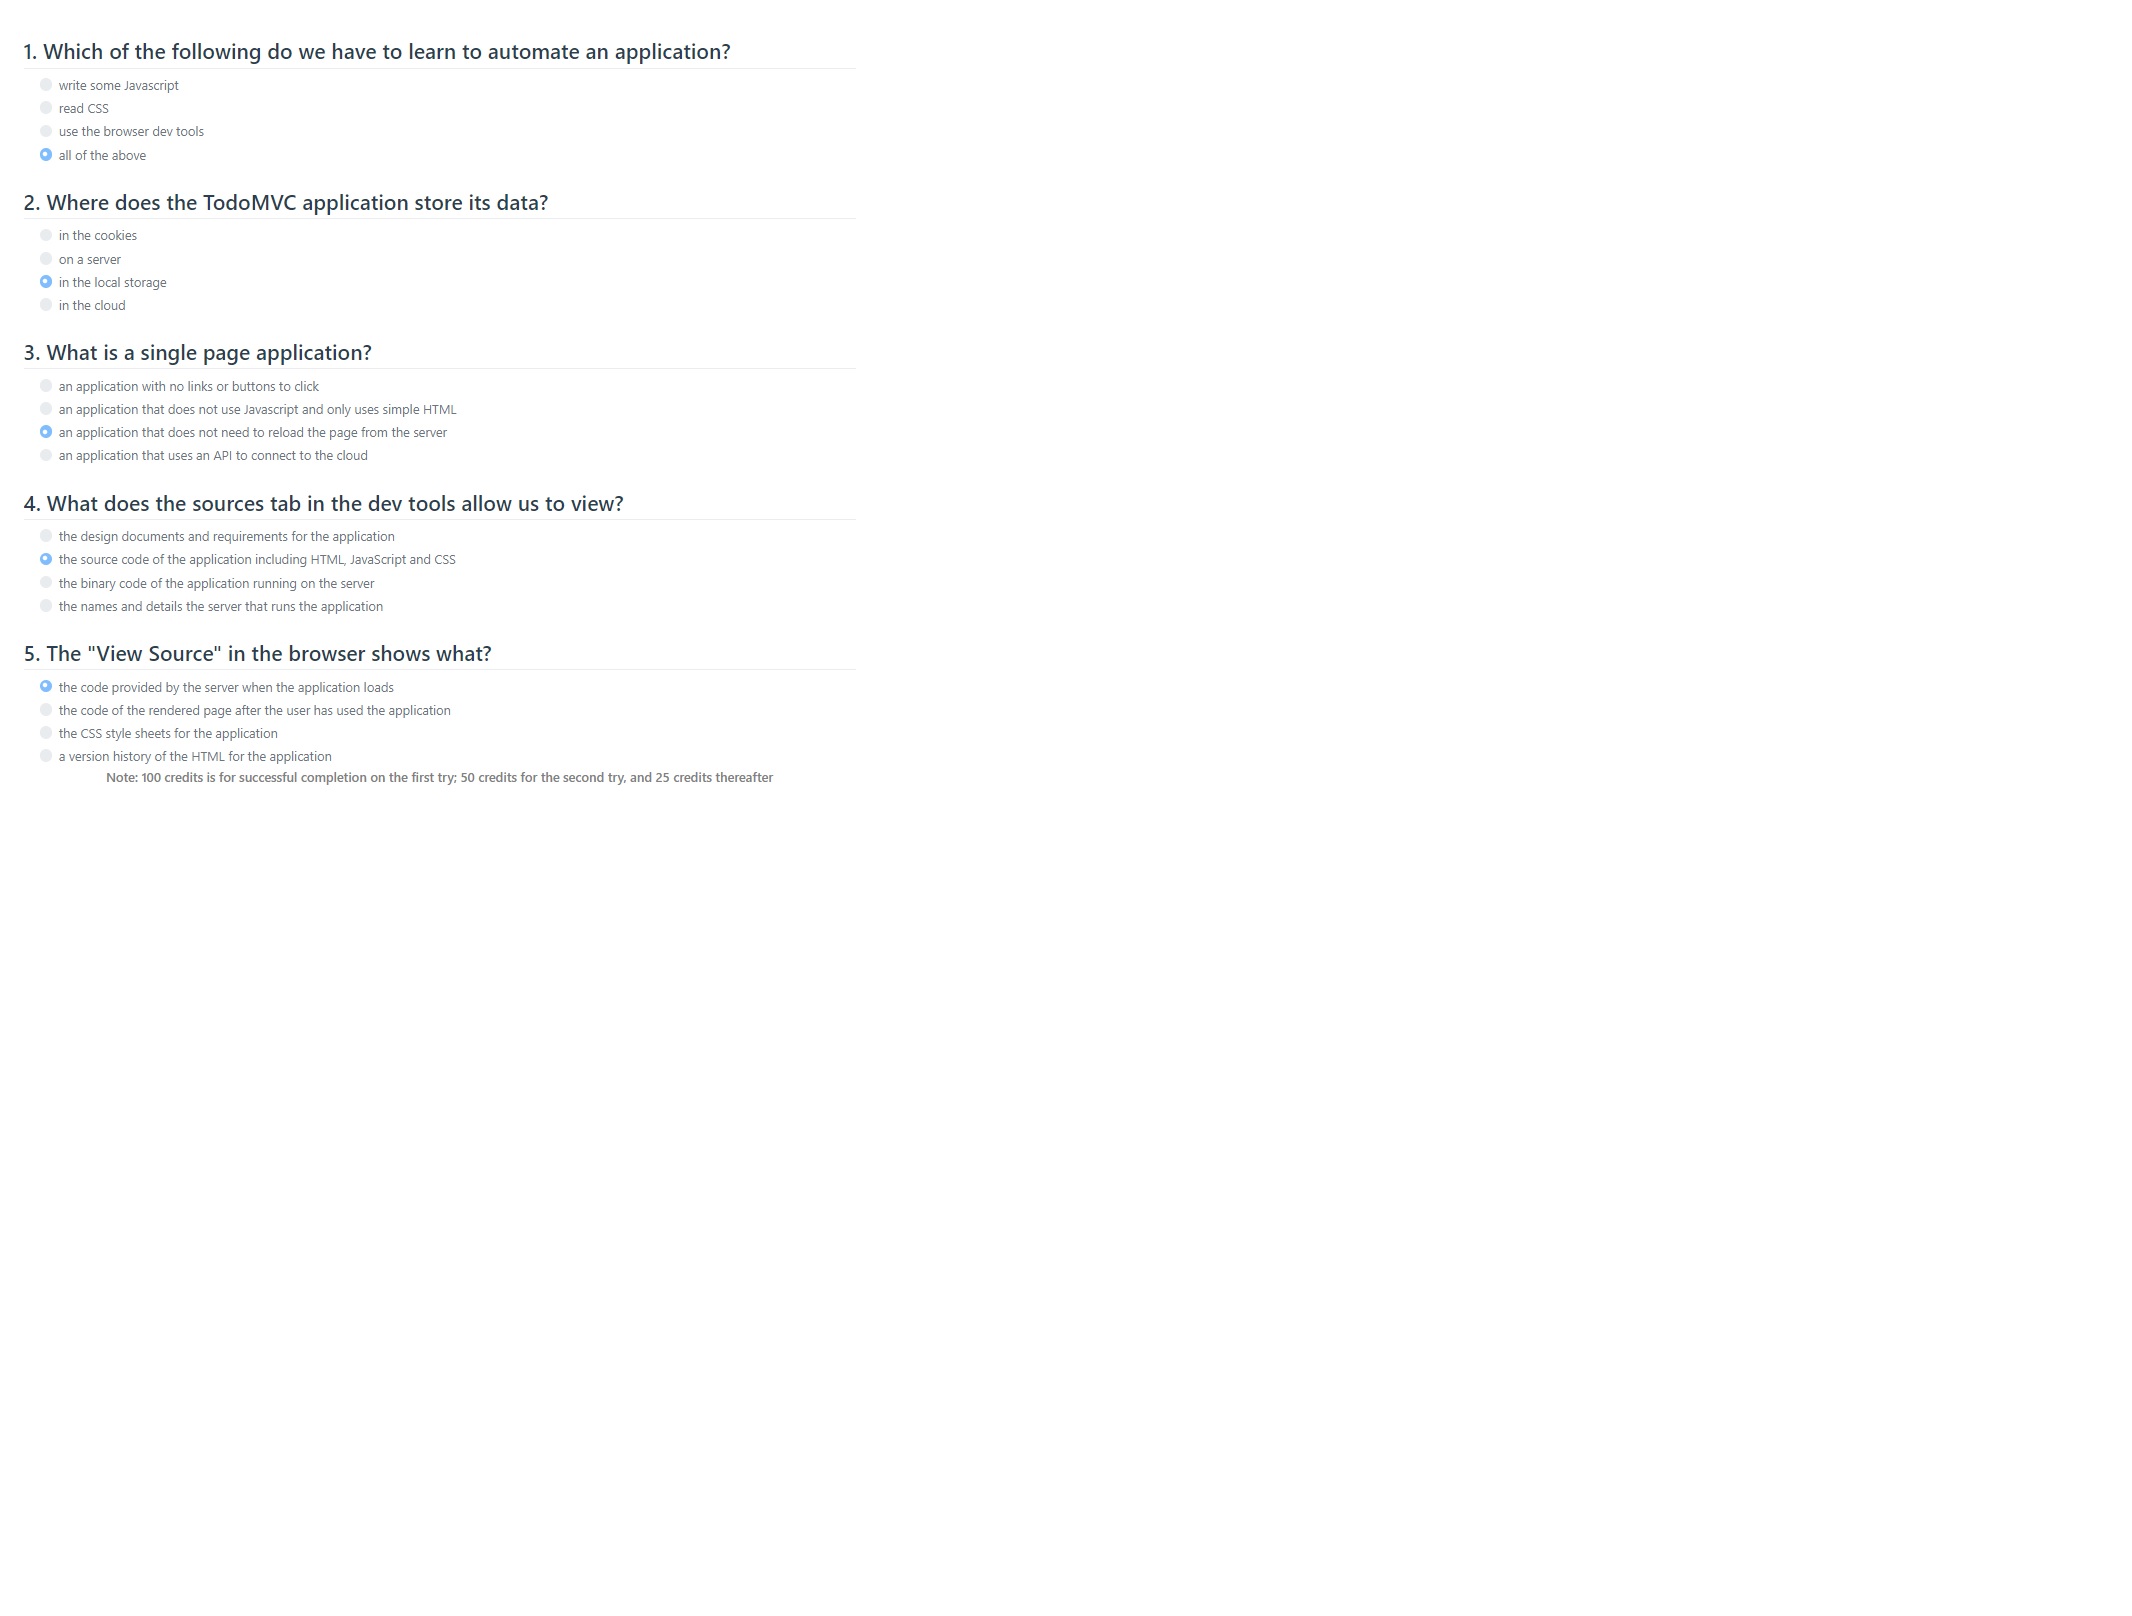 1. Which of the following do we have to learn to automate an application?
write some Javascript
read CSS
use the browser dev tools
all of the above
2. Where does the TodoMVC application store its data?
in the cookies
on a server
in the local storage
in the cloud
3. What is a single page application?
an application with no links or buttons to click
an application that does not use Javascript and only uses simple HTML
an application that does not need to reload the page from the server
an application that uses an API to connect to the cloud
4. What does the sources tab in the dev tools allow us to view?
the design documents and requirements for the application
the source code of the application including HTML, JavaScript and CSS
the binary code of the application running on the server
the names and details the server that runs the application
5. The "View Source" in the browser shows what?
the code provided by the server when the application loads
the code of the rendered page after the user has used the application
the CSS style sheets for the application
a version history of the HTML for the application
Note: 100 credits is for successful completion on the first try; 50 credits for the second try, and 25 credits thereafter